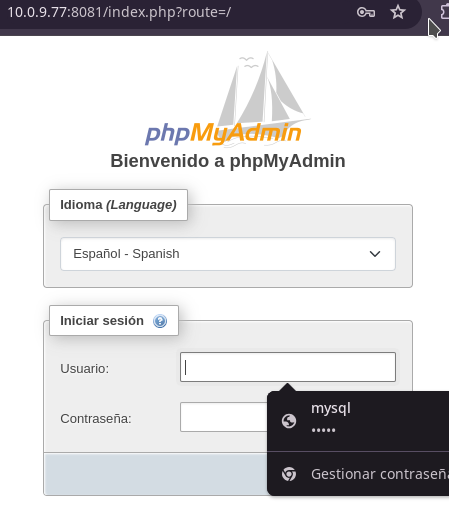 10.0.9.77:8081/index.php?route=/
phpMyAdmin
Bienvenido a phpMyAdmin
Idioma (Language)
Español - Spanish
Iniciar sesión
Usuario:
Contraseña:
mysql
•••••
Gestionar contraseña